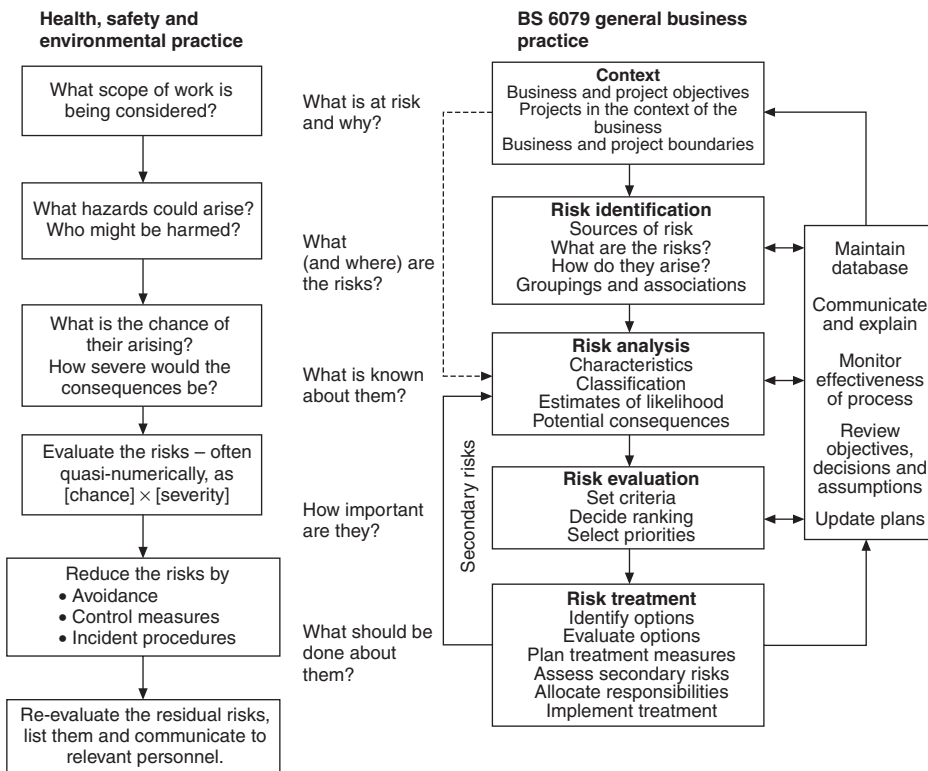 Health, safety and
environmental practice
What scope of work is
being considered?
What hazards could arise?
Who might be harmed?
What is the chance of
their arising?
How severe would the
consequences be?
Evaluate the risks – often
quasi-numerically, as
[chance] × [severity]
Reduce the risks by
• Avoidance
• Control measures
• Incident procedures
Re-evaluate the residual risks,
list them and communicate to
relevant personnel.
What is at risk
and why?
What
(and where) are
the risks?
What is known
about them?
How important
are they?
What should be
done about
them?
BS 6079 general business
practice
Context
Business and project objectives
Projects in the context of the
business
Business and project boundaries
Risk identification
Sources of risk
What are the risks?
How do they arise?
Groupings and associations
Risk analysis
Characteristics
Classification
Estimates of likelihood
Potential consequences
Secondary risks
Risk evaluation
Set criteria
Decide ranking
Select priorities
Risk treatment
Identify options
Evaluate options
Plan treatment measures
Assess secondary risks
Allocate responsibilities
Implement treatment
Maintain
database
Communicate
and explain
Monitor
effectiveness
of process
Review
objectives,
decisions and
assumptions
Update plans